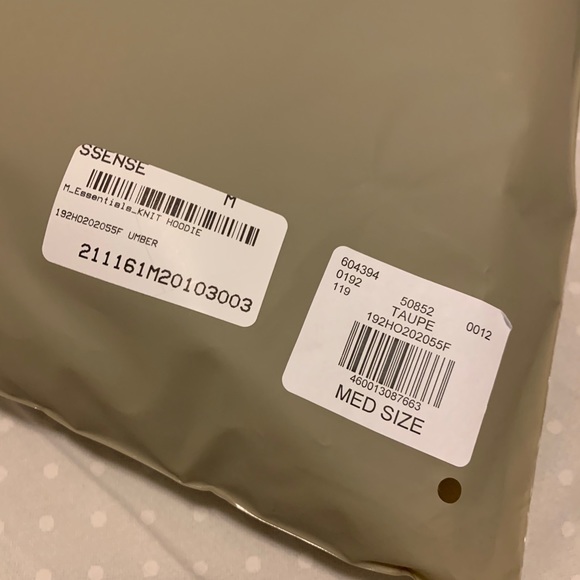 SSENSE
M
M_Essentials_KNIT HOODIE
192HO202055F UMBER
211161M20103003
604394
0192
119
50852
0012
TAUPE
192HO202055F
460013087663
MED SIZE